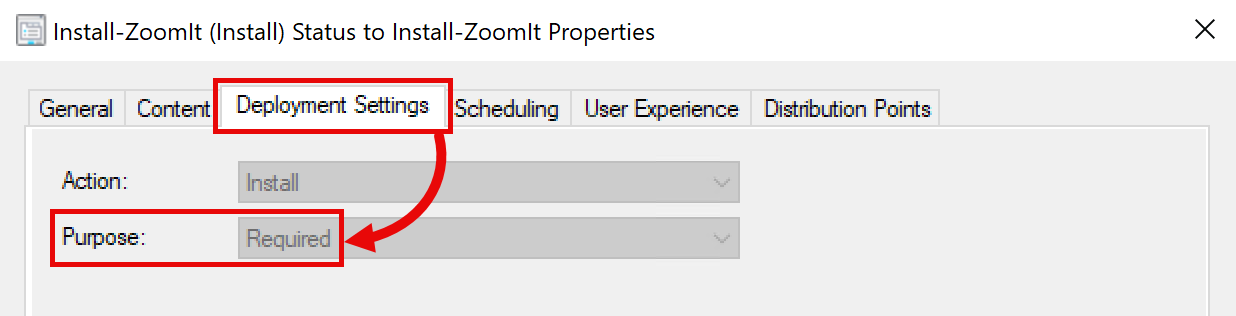 Install-ZoomIt (Install) Status to Install-ZoomIt Properties
General Content Deployment Settings Scheduling User Experience Distribution Points
Action: Install
Purpose: Required